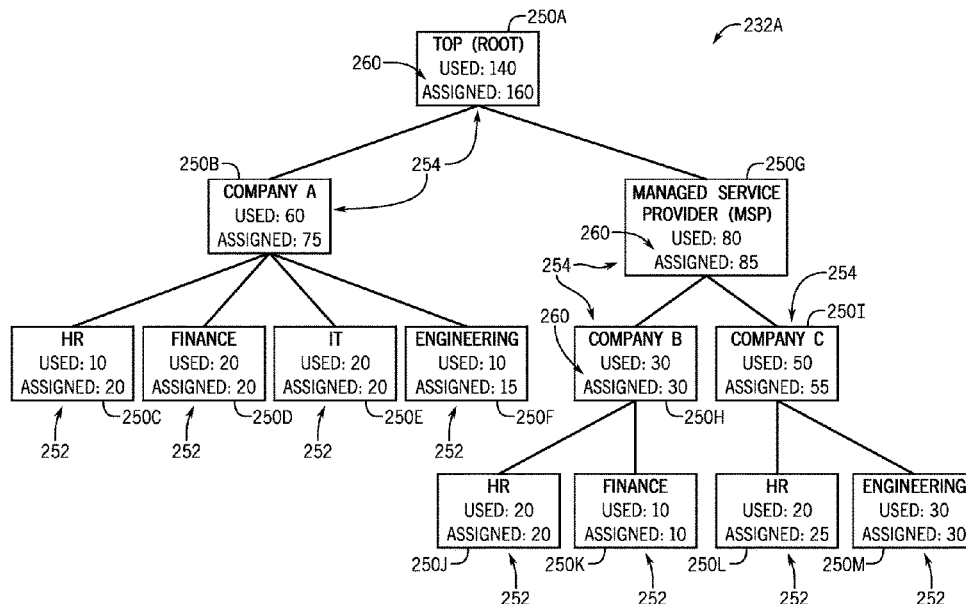 250A
232A
TOP (ROOT)
USED: 140
ASSIGNED: 160
260
250B
254
250G
COMPANY A
USED: 60
ASSIGNED: 75
MANAGED SERVICE
PROVIDER (MSP)
USED: 80
ASSIGNED: 85
260
254
254
250I
HR
USED: 10
ASSIGNED: 20
FINANCE
USED: 20
ASSIGNED: 20
IT
USED: 20
ASSIGNED: 20
ENGINEERING
USED: 10
ASSIGNED: 15
260
COMPANY B
USED: 30
ASSIGNED: 30
COMPANY C
USED: 50
ASSIGNED: 55
250C
250D
250E
250F
250H
252
252
252
252
HR
USED: 20
ASSIGNED: 20
FINANCE
USED: 10
ASSIGNED: 10
HR
USED: 20
ASSIGNED: 25
ENGINEERING
USED: 30
ASSIGNED: 30
250J
250K
250L
250M
252
252
252
252